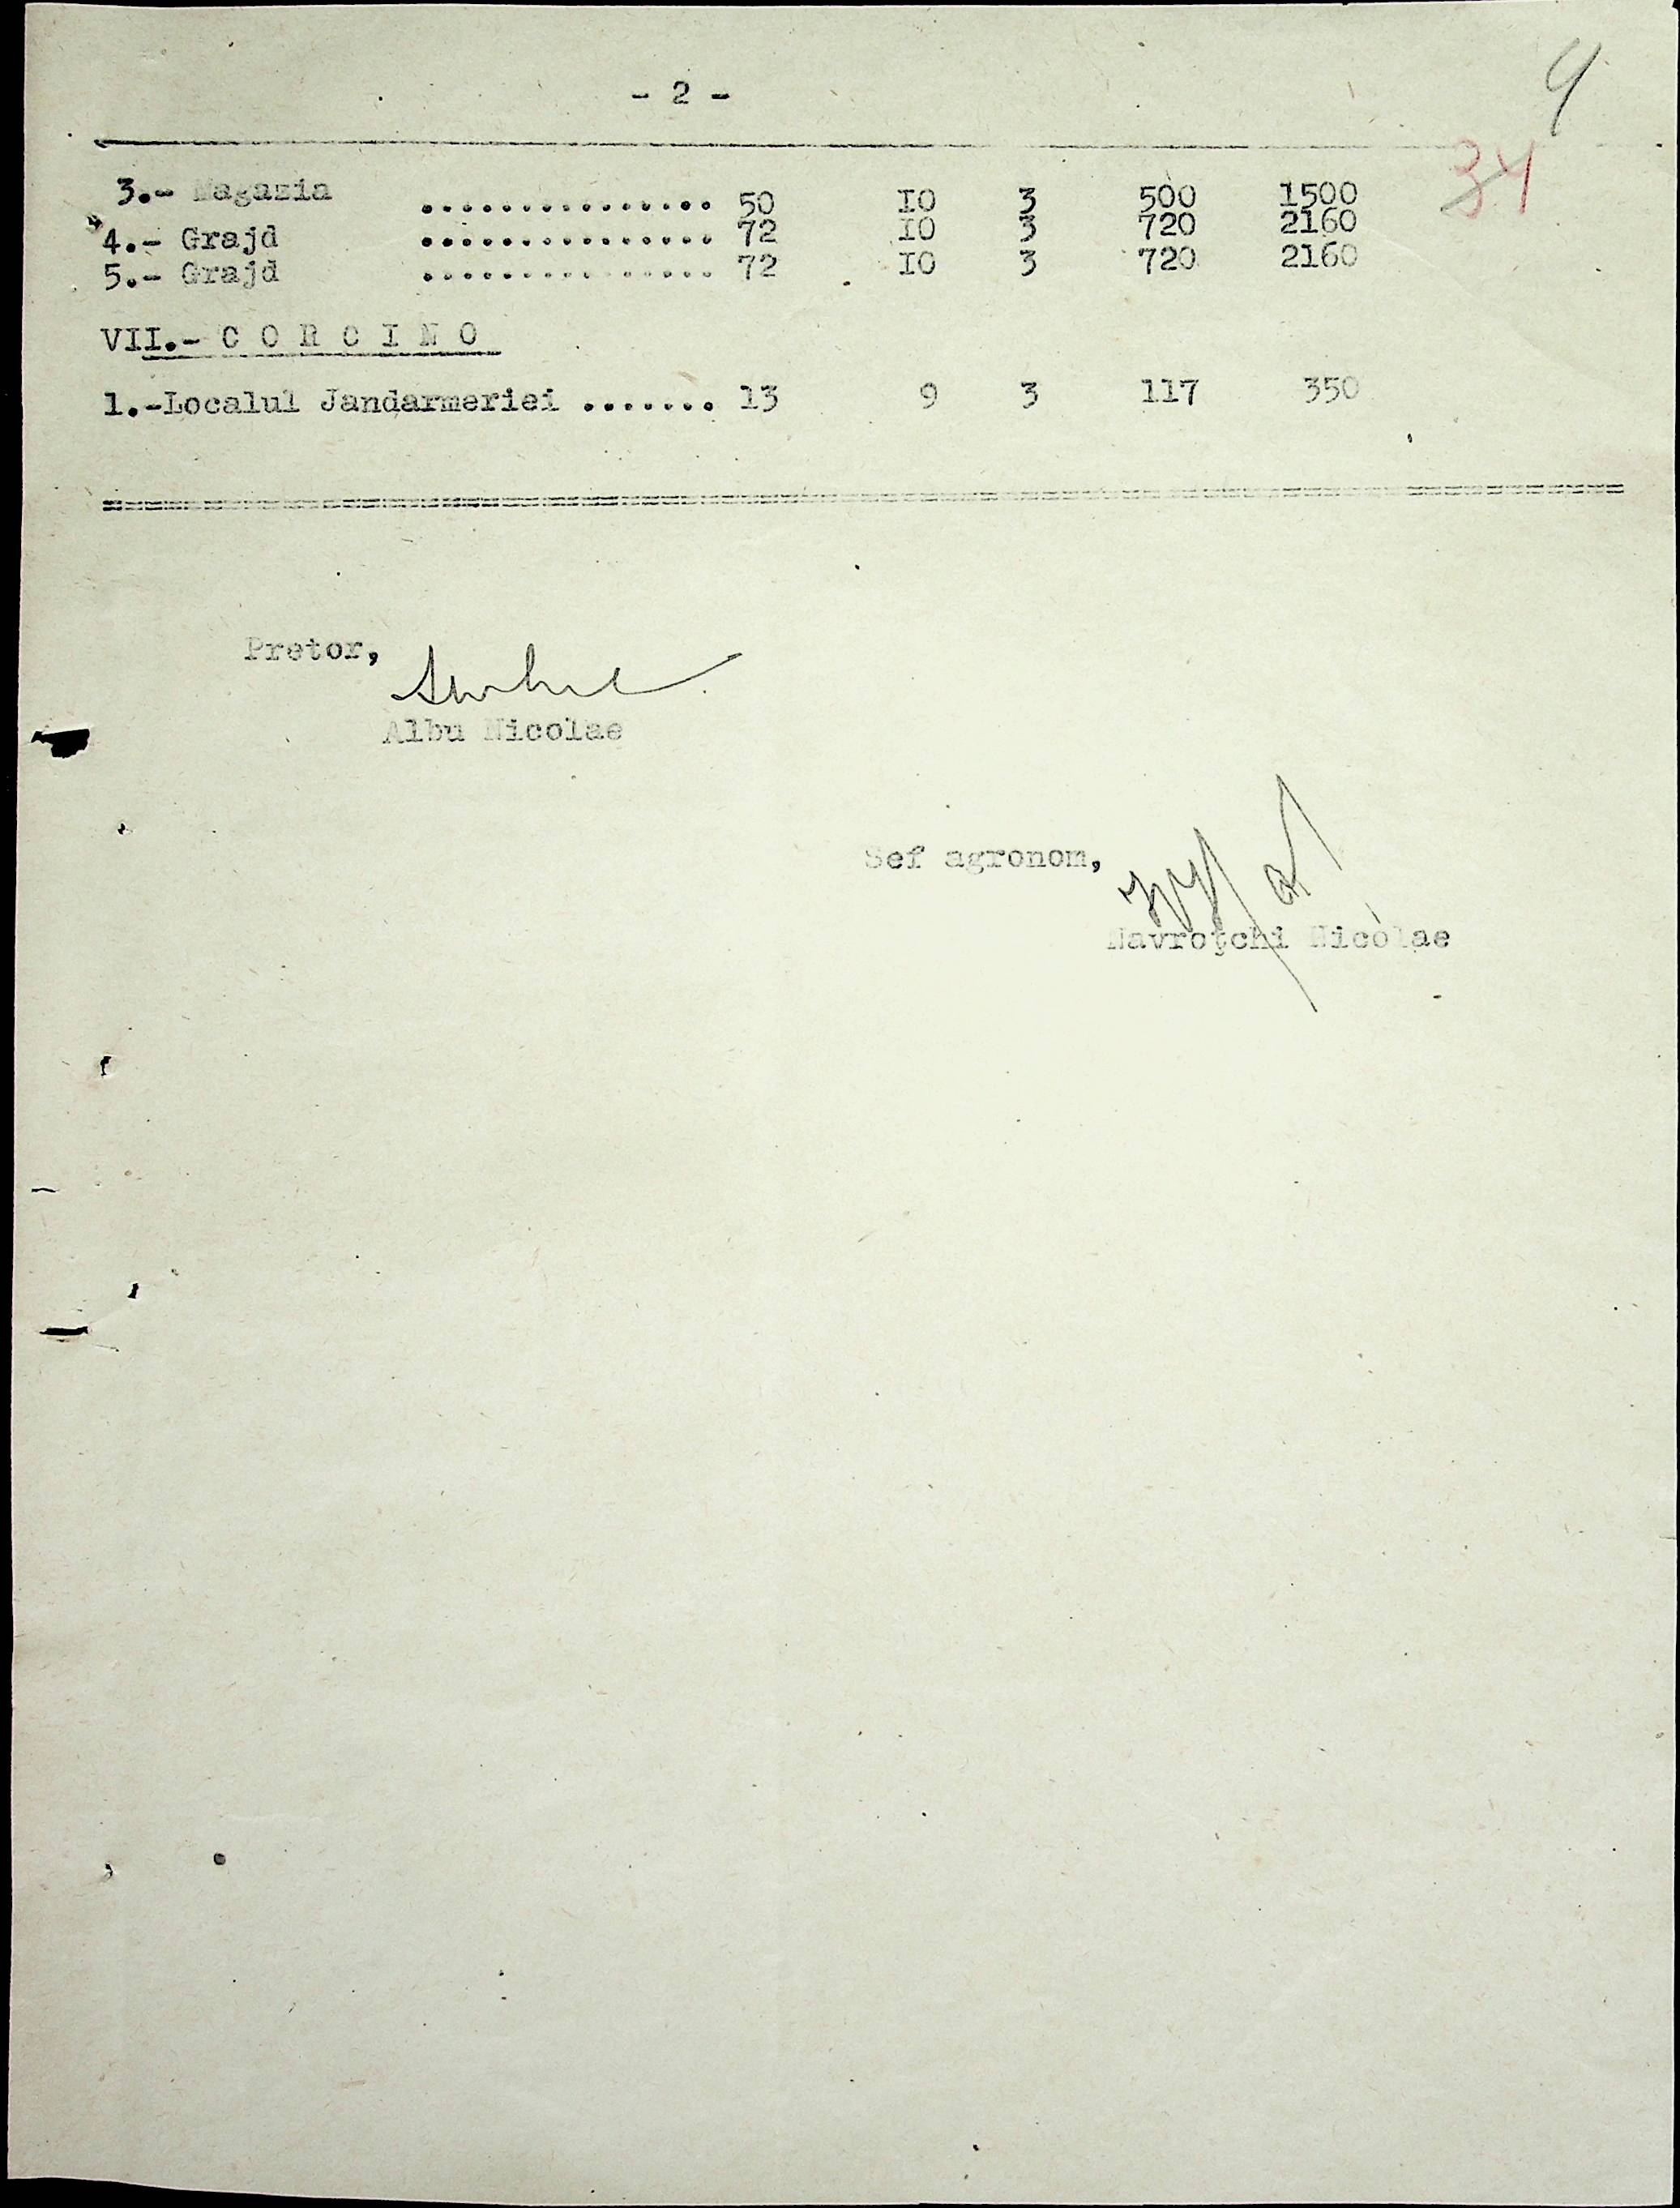 - 2 -
4
34
3.- Magazia ............... 50 IO 3 500 1500
4.- Grajd ............... 72 IO 3 720 2160
5.- Grajd ............... 72 IO 3 720 2160
VII.- C O R C I N O
1.-Localul Jandarmeriei ....... 13 9 3 117 350
Pretor,
Albu Nicolae
Sef agronom,
Navroţchi Nicolae